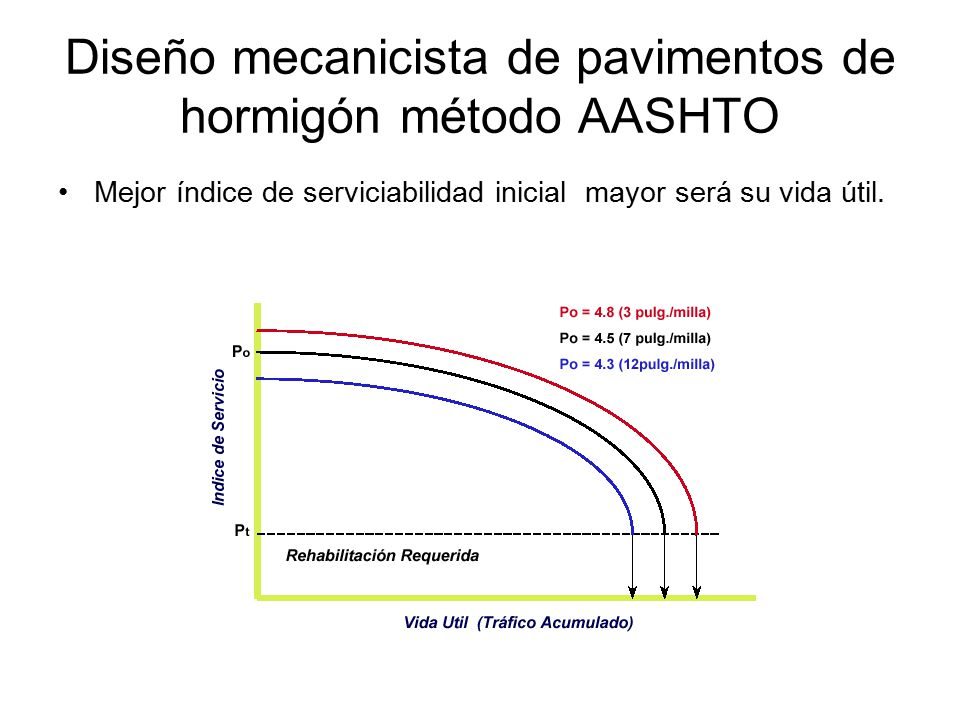 Diseño mecanicista de pavimentos de
hormigón método AASHTO
• Mejor índice de serviciabilidad inicial mayor será su vida útil.
Po = 4.8 (3 pulg./milla)
Po = 4.5 (7 pulg./milla)
Po = 4.3 (12pulg./milla)
Po
Indice de Servicio
Pt
Rehabilitación Requerida
Vida Util (Tráfico Acumulado)